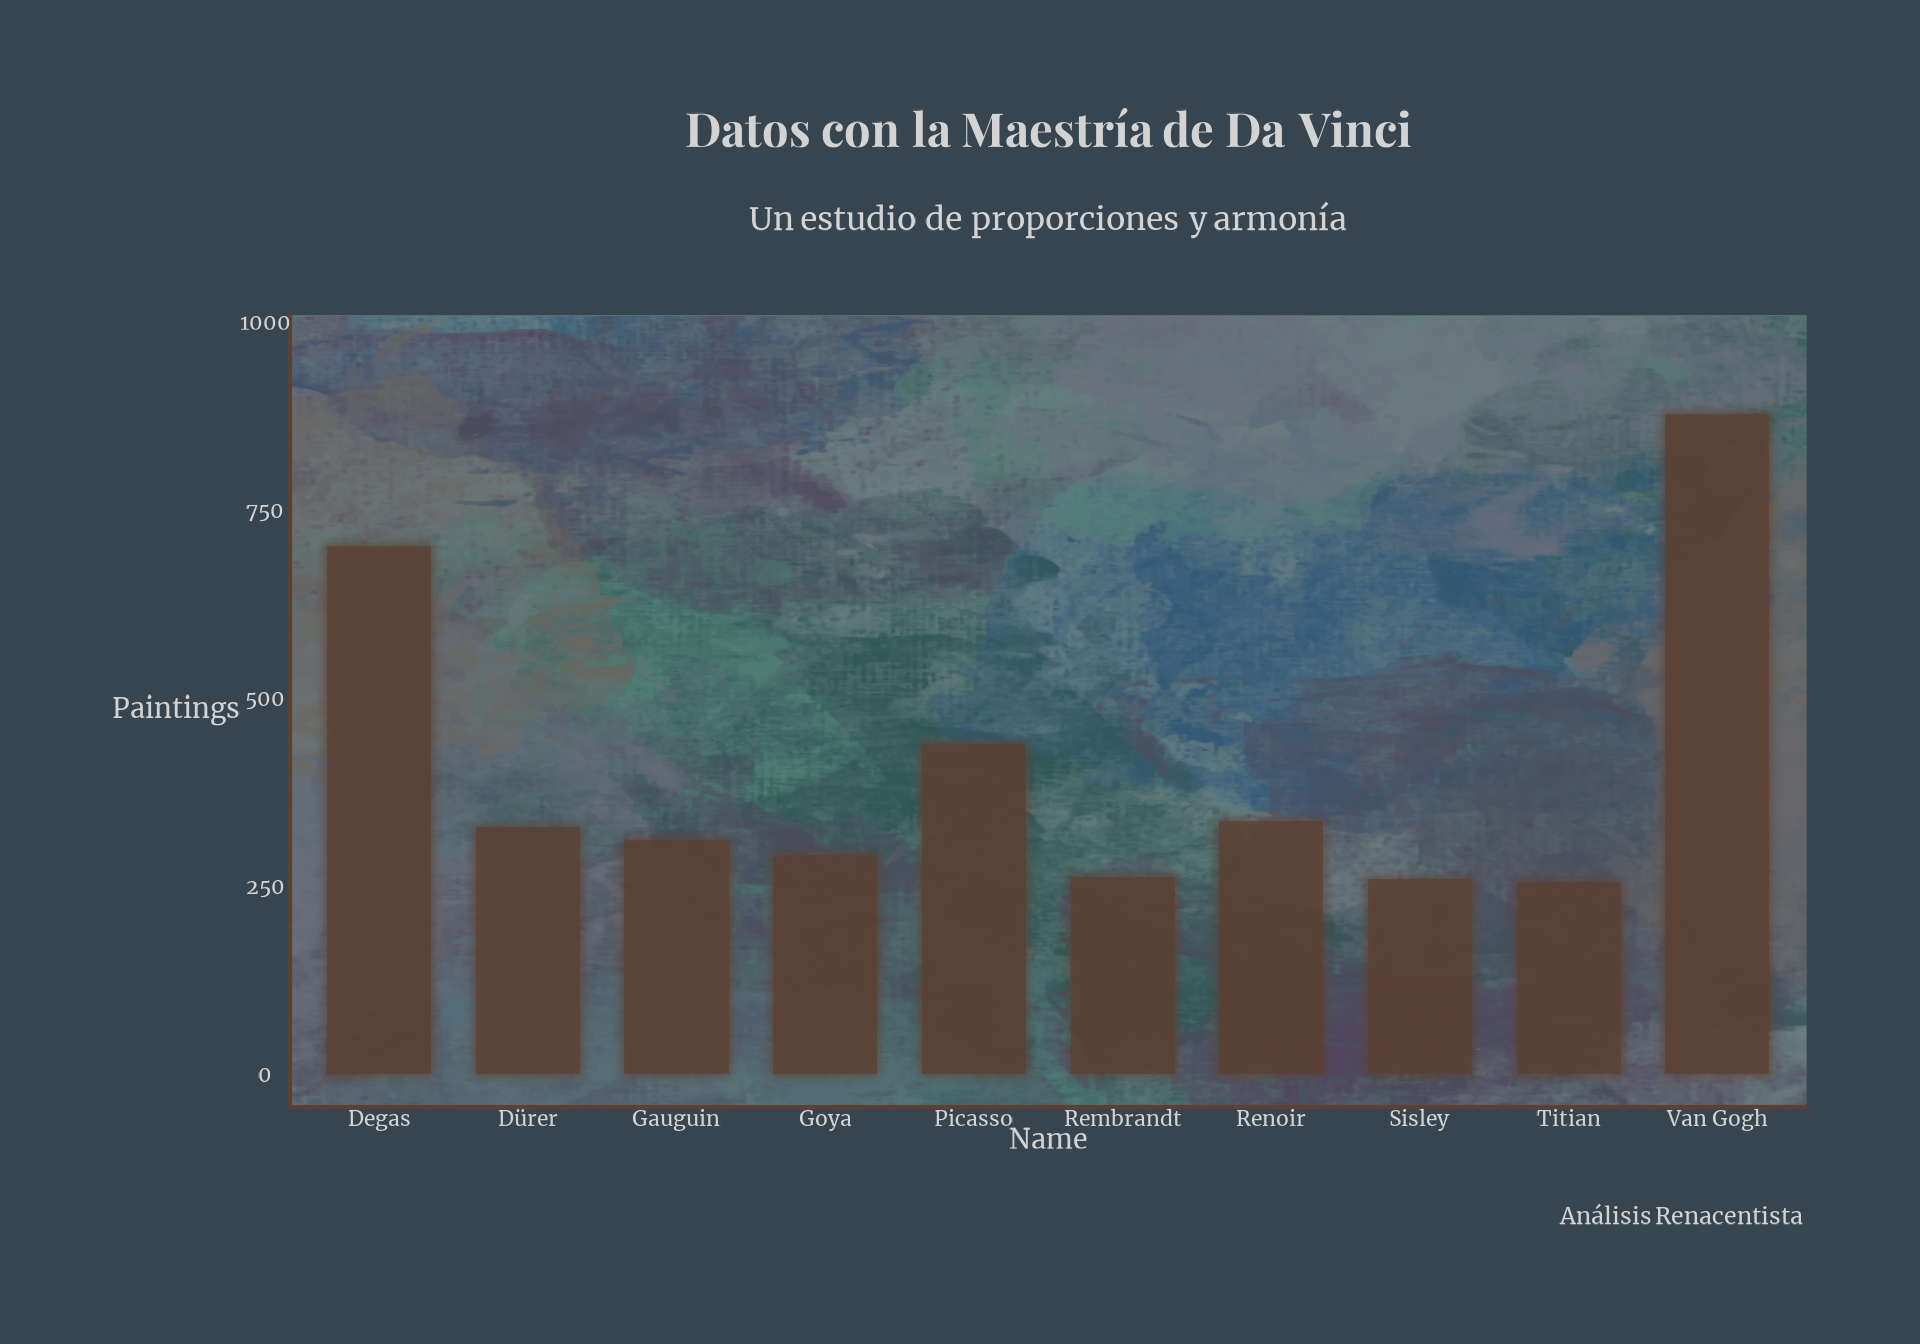 Datos con la Maestría de Da Vinci
Un estudio de proporciones y armonía
1000
750
500
250
0
Paintings
Degas Dürer Gauguin Goya Picasso Rembrandt Renoir Sisley Titian Van Gogh
Name
Análisis Renacentista